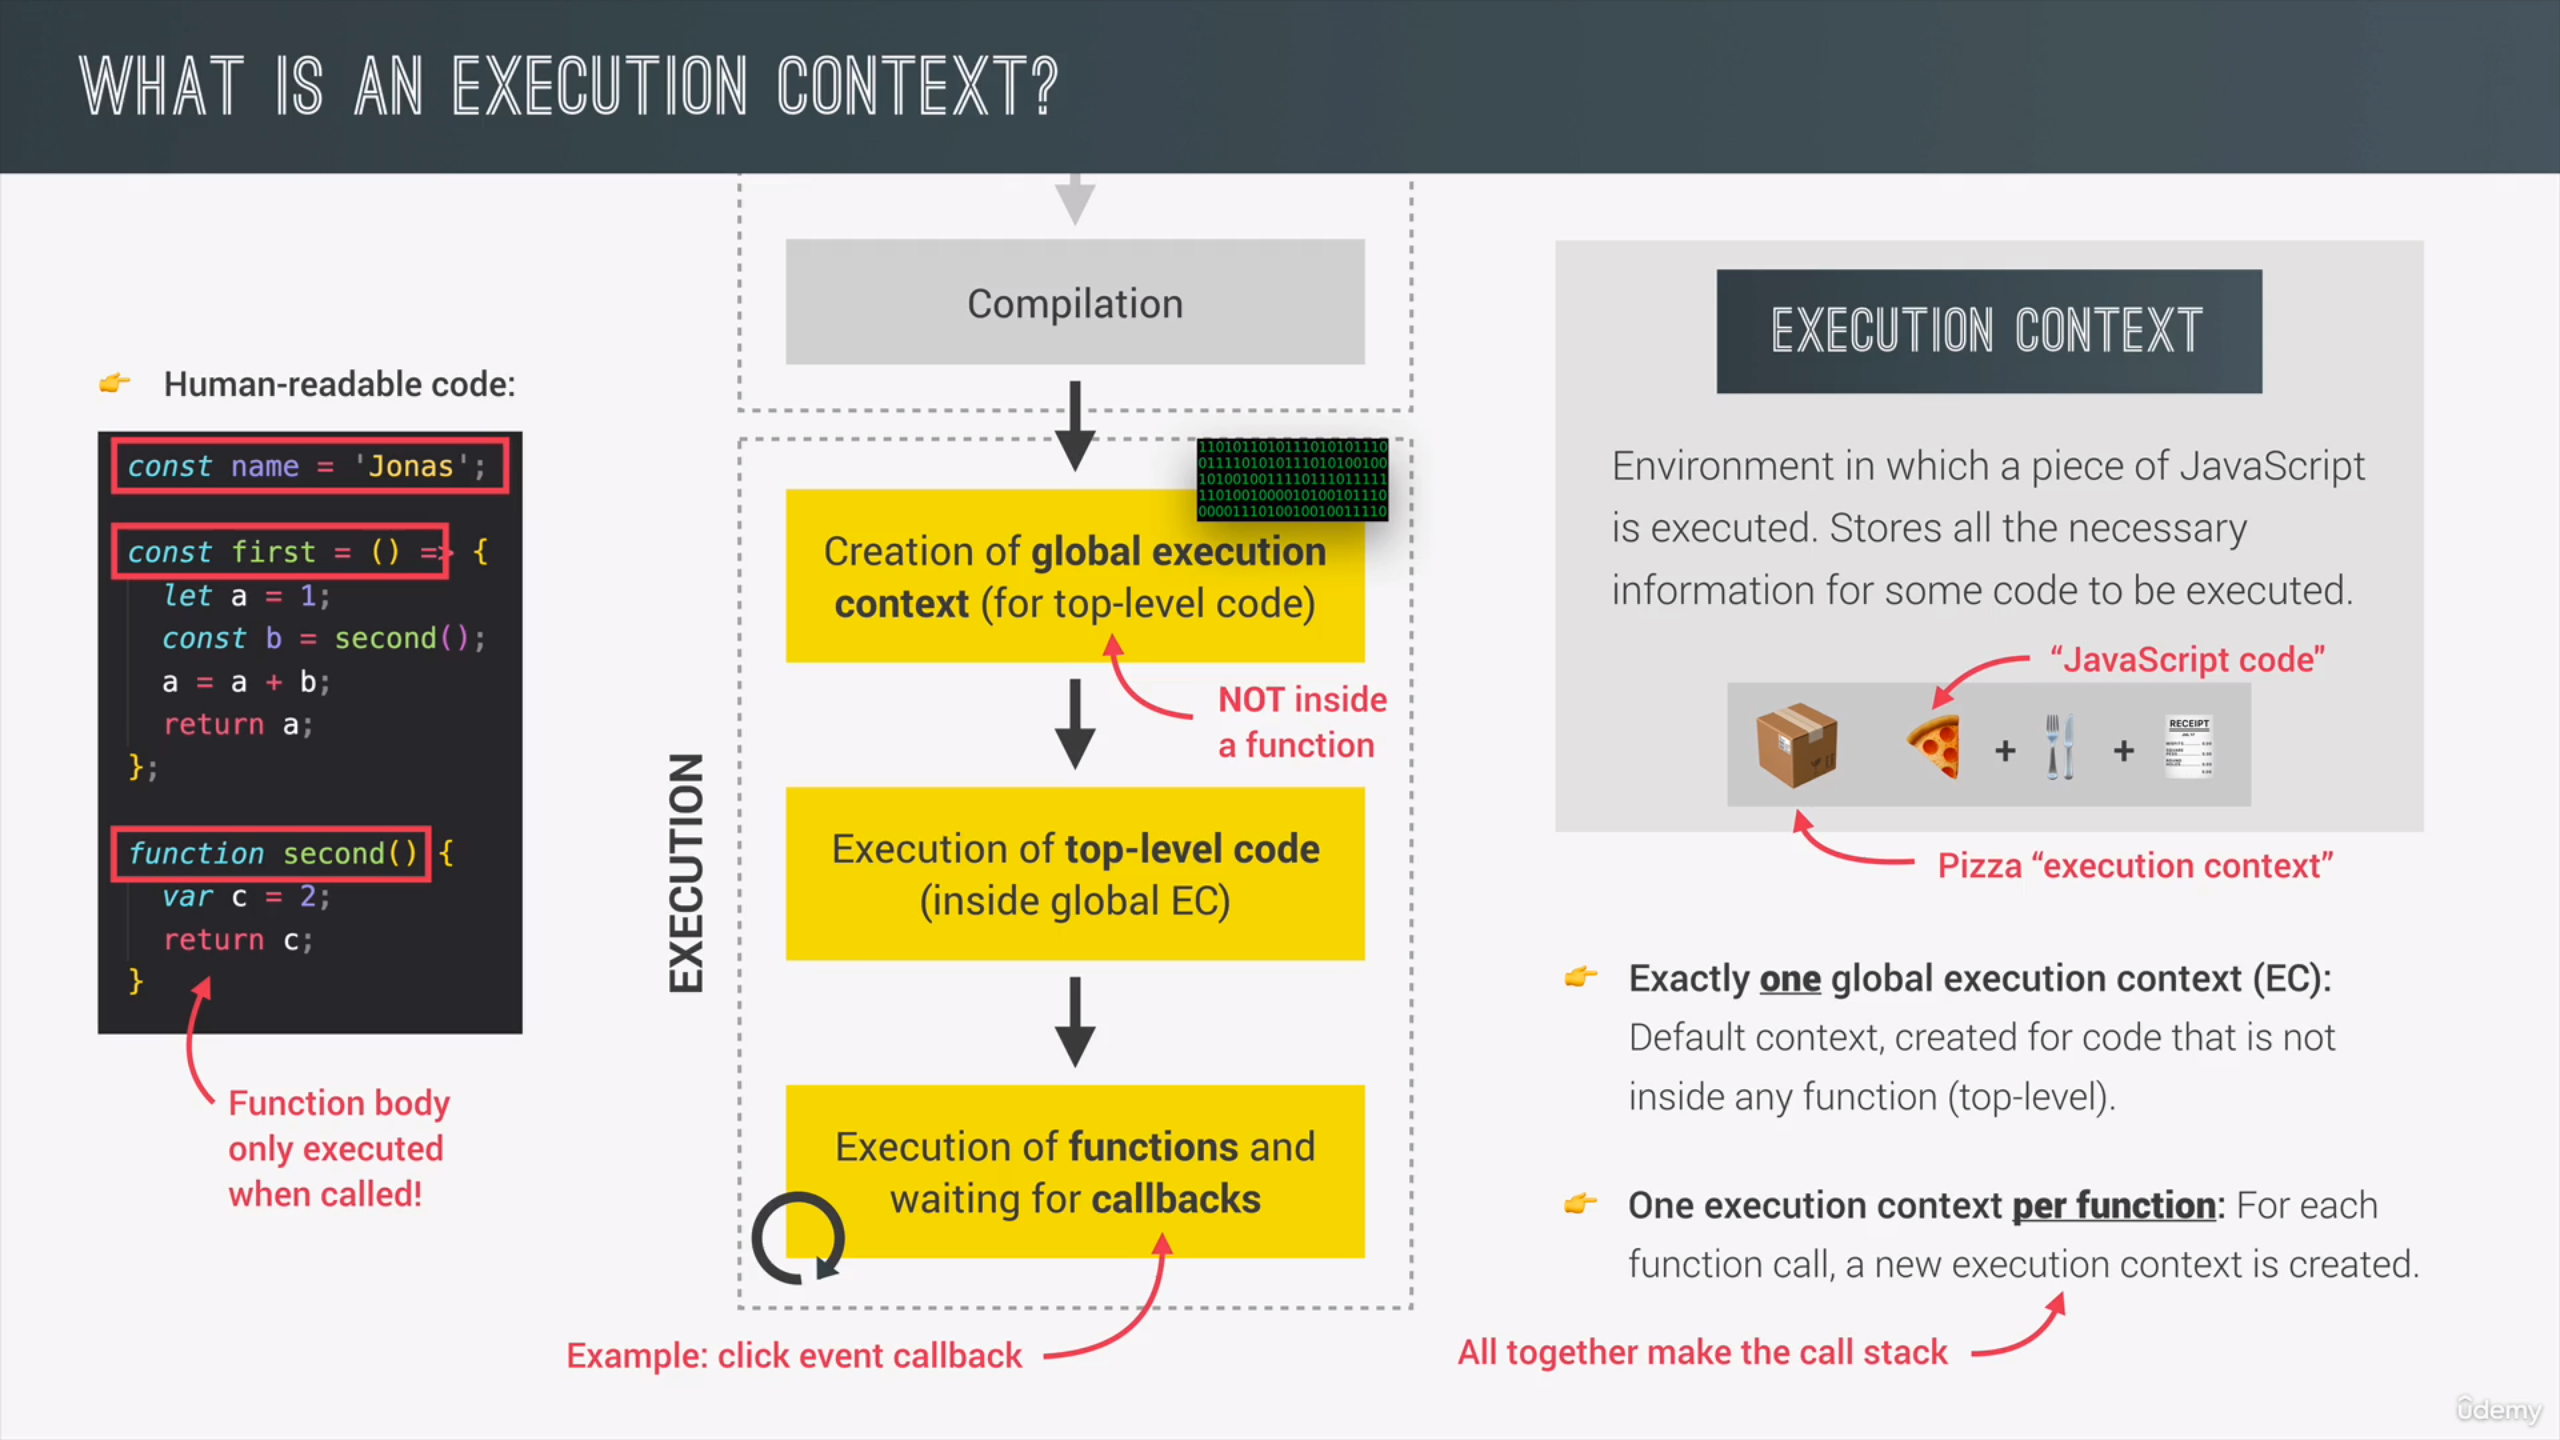 WHAT IS AN EXECUTION CONTEXT?
👉 Human-readable code:
const name = 'Jonas';
const first = () => {
let a = 1;
const b = second();
a = a + b;
return a;
};
function second() {
var c = 2;
return c;
}
Function body
only executed
when called!
EXECUTION
Compilation
1101011010111010101110
0111101010111010100100
1010010011110111011111
1101001000010100101110
0000111010010010011110
Creation of global execution
context (for top-level code)
NOT inside
a function
Execution of top-level code
(inside global EC)
Execution of functions and
waiting for callbacks
Example: click event callback
EXECUTION CONTEXT
Environment in which a piece of JavaScript
is executed. Stores all the necessary
information for some code to be executed.
“JavaScript code”
+ +
RECEIPT
Pizza “execution context”
👉 Exactly one global execution context (EC):
Default context, created for code that is not
inside any function (top-level).
👉 One execution context per function: For each
function call, a new execution context is created.
All together make the call stack
ûdemy